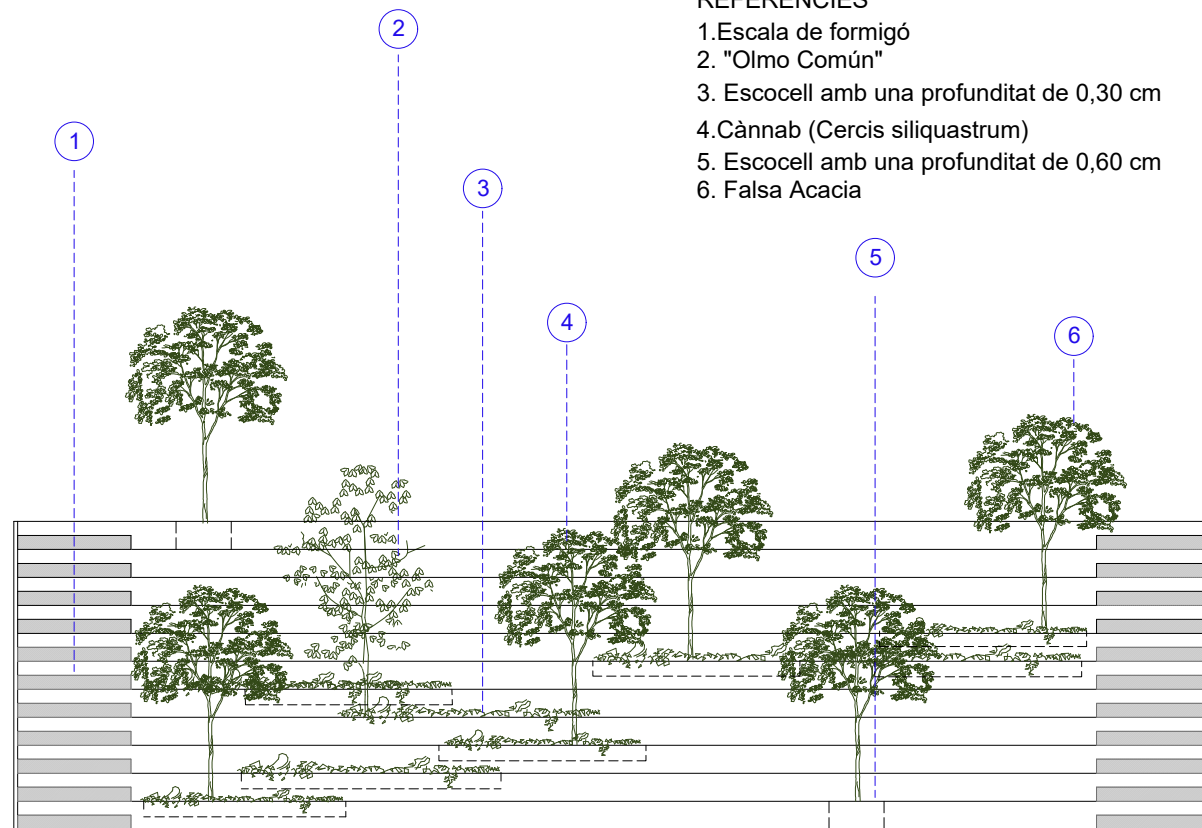 REFERÈNCIES
1.Escala de formigó
2. "Olmo Común"
3. Escocell amb una profunditat de 0,30 cm
4.Cànnab (Cercis siliquastrum)
5. Escocell amb una profunditat de 0,60 cm
6. Falsa Acacia
2
1
3
5
4
6